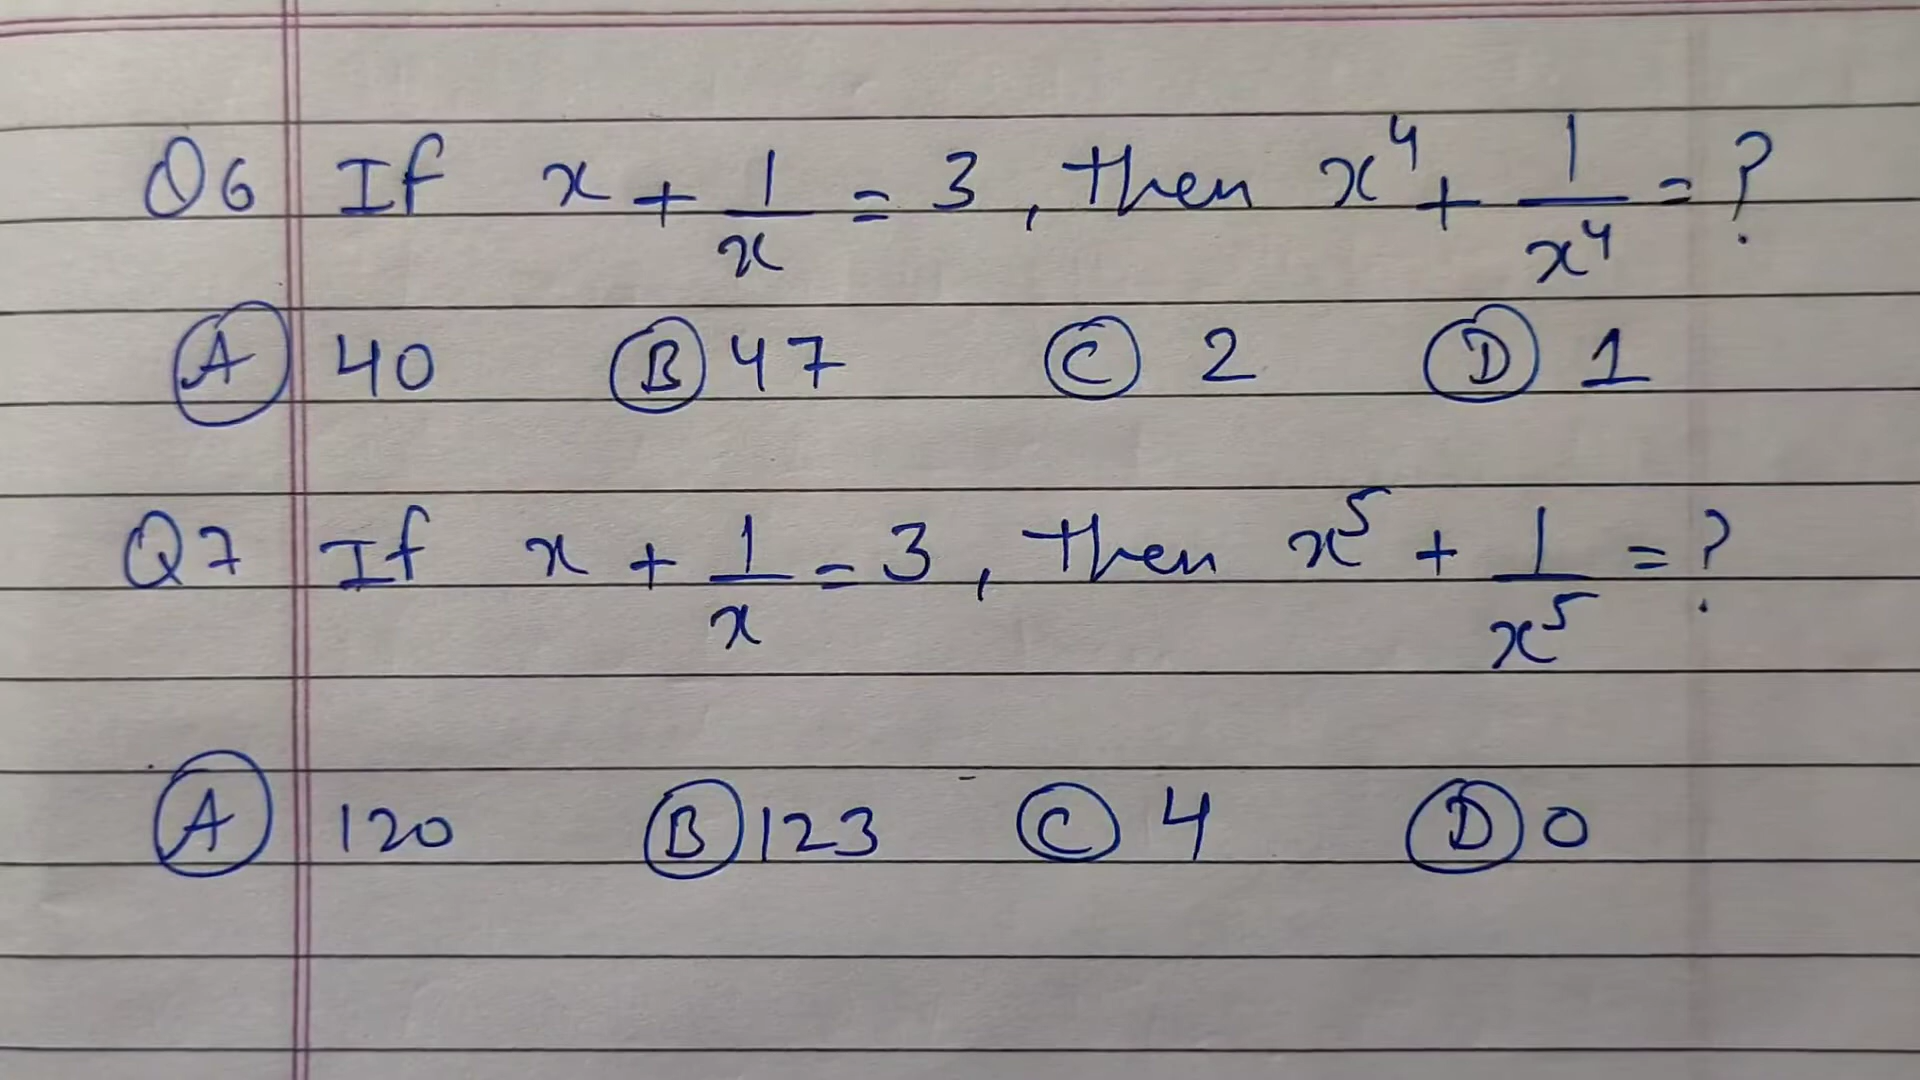 Q6 If x + 1/x = 3, then x⁴ + 1/x⁴ = ?
(A) 40 (B) 47 (C) 2 (D) 1
Q7 If x + 1/x = 3, then x⁵ + 1/x⁵ = ?
(A) 120 (B) 123 (C) 4 (D) 0